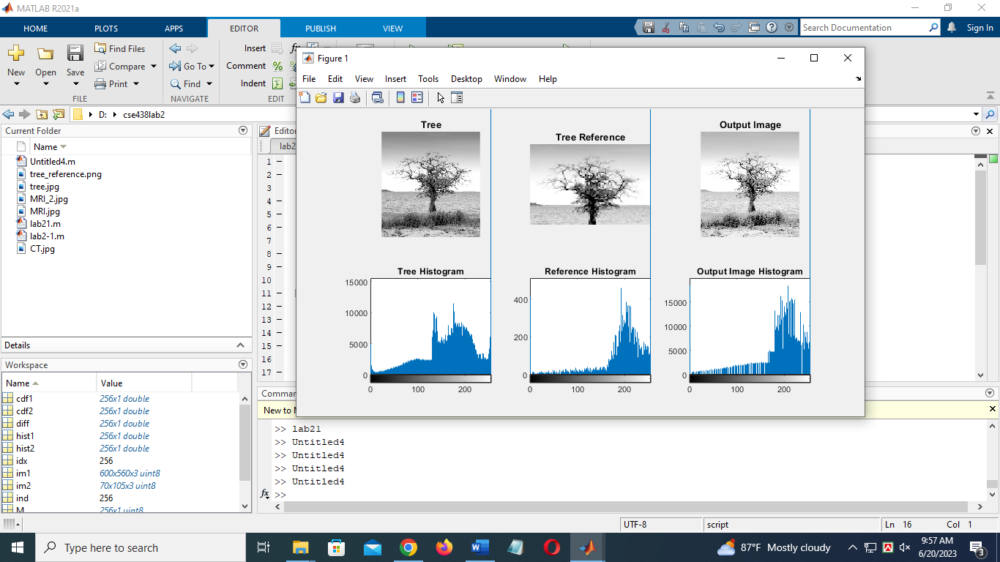 MATLAB R2021a
HOME PLOTS APPS EDITOR PUBLISH VIEW
Search Documentation
Sign In
New Open Save
Find Files
Compare
Print
FILE
Go To
Find
NAVIGATE
Insert
Comment
Indent
EDIT
D: cse438lab2
Current Folder
Name
Untitled4.m
tree_reference.png
tree.jpg
MRI_2.jpg
MRI.jpg
lab21.m
lab2-1.m
CT.jpg
Details
Workspace
Name Value
cdf1 256x1 double
cdf2 256x1 double
diff 256x1 double
hist1 256x1 double
hist2 256x1 double
idx 256
im1 600x560x3 uint8
im2 70x105x3 uint8
ind 256
M 256x1 uint8
Editor
lab2
1
2
3
4
5
6
7
8
9
10
11
12
13
14
15
16
17
Figure 1
File Edit View Insert Tools Desktop Window Help
Tree
Tree Reference
Output Image
Tree Histogram
15000
10000
5000
0
0 100 200
Reference Histogram
400
200
0
0 100 200
Output Image Histogram
15000
10000
5000
0
0 100 200
Comma
New to
>> lab21
>> Untitled4
>> Untitled4
>> Untitled4
>> Untitled4
fx >>
UTF-8 script Ln 16 Col 1
Type here to search
87°F Mostly cloudy
9:57 AM
6/20/2023
3